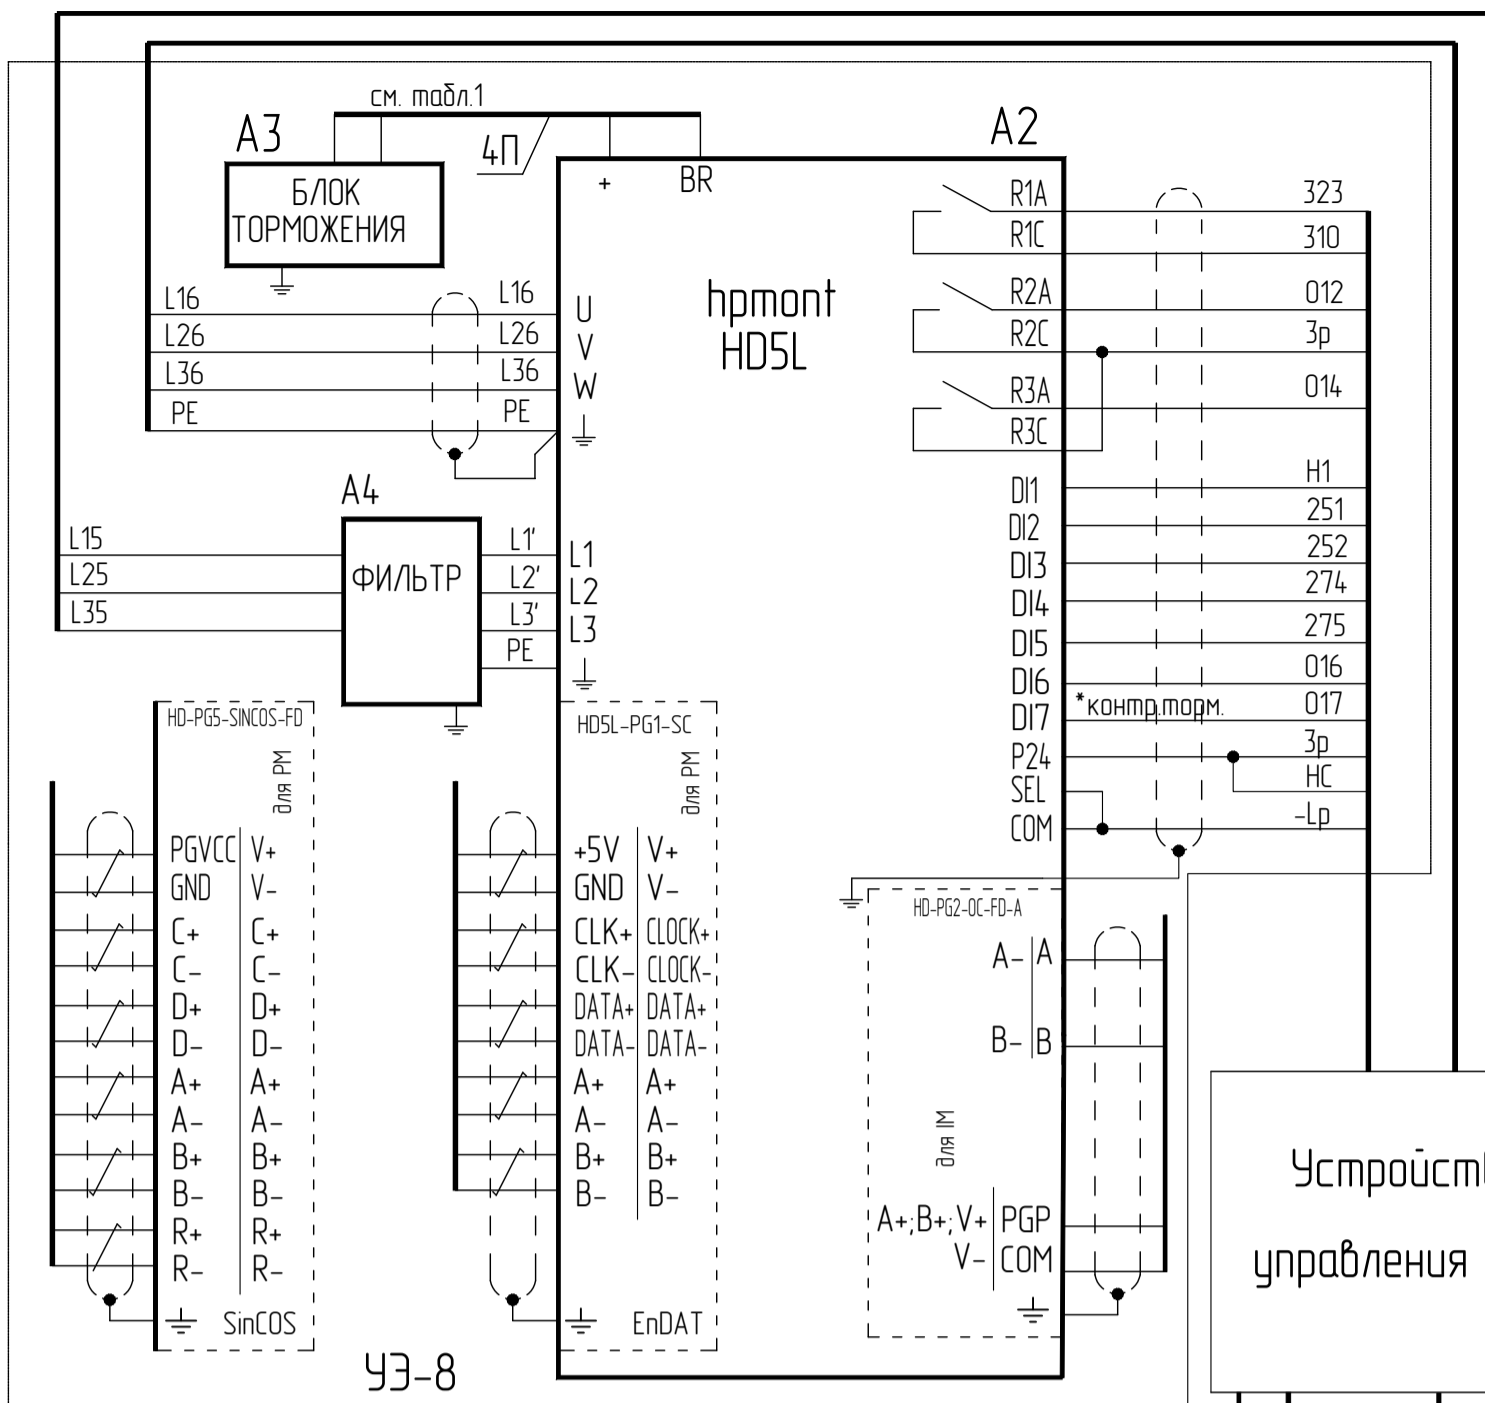 см. табл.1
А3
А2
4П
БЛОК
ТОРМОЖЕНИЯ
+
BR
hpmont
HD5L
L16
L16
U
L26
L26
V
L36
L36
W
PE
PE
А4
ФИЛЬТР
L15
L1'
L1
L25
L2'
L2
L35
L3'
L3
PE
R1A
323
R1C
310
R2A
012
R2C
3р
R3A
014
R3C
DI1
Н1
DI2
251
DI3
252
DI4
274
DI5
275
DI6
016
DI7
*контр.торм.
017
P24
3р
SEL
НС
COM
-Lр
HD-PG5-SINCOS-FD
для РМ
PGVCC V+
GND V-
C+ C+
C- C-
D+ D+
D- D-
A+ A+
A- A-
B+ B+
B- B-
R+ R+
R- R-
SinCOS
HD5L-PG1-SC
для РМ
+5V V+
GND V-
CLK+ CLOCK+
CLK- CLOCK-
DATA+ DATA+
DATA- DATA-
A+ A+
A- A-
B+ B+
B- B-
EnDAT
HD-PG2-OC-FD-A
A- A
B- B
для IM
A+;B+;V+ PGP
V- COM
УЭ-8
Устройст
управления